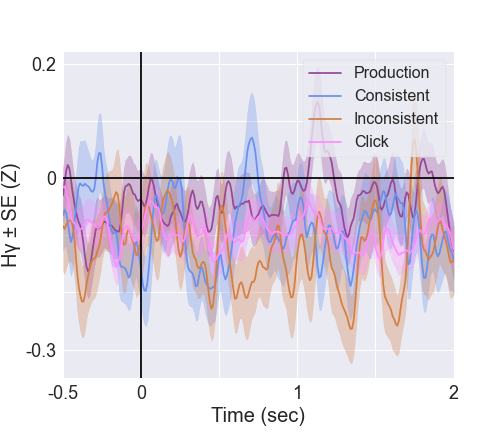 Production
Consistent
Inconsistent
Click
0.2
0
-0.3
Hγ ± SE (Z)
-0.5
0
1
2
Time (sec)